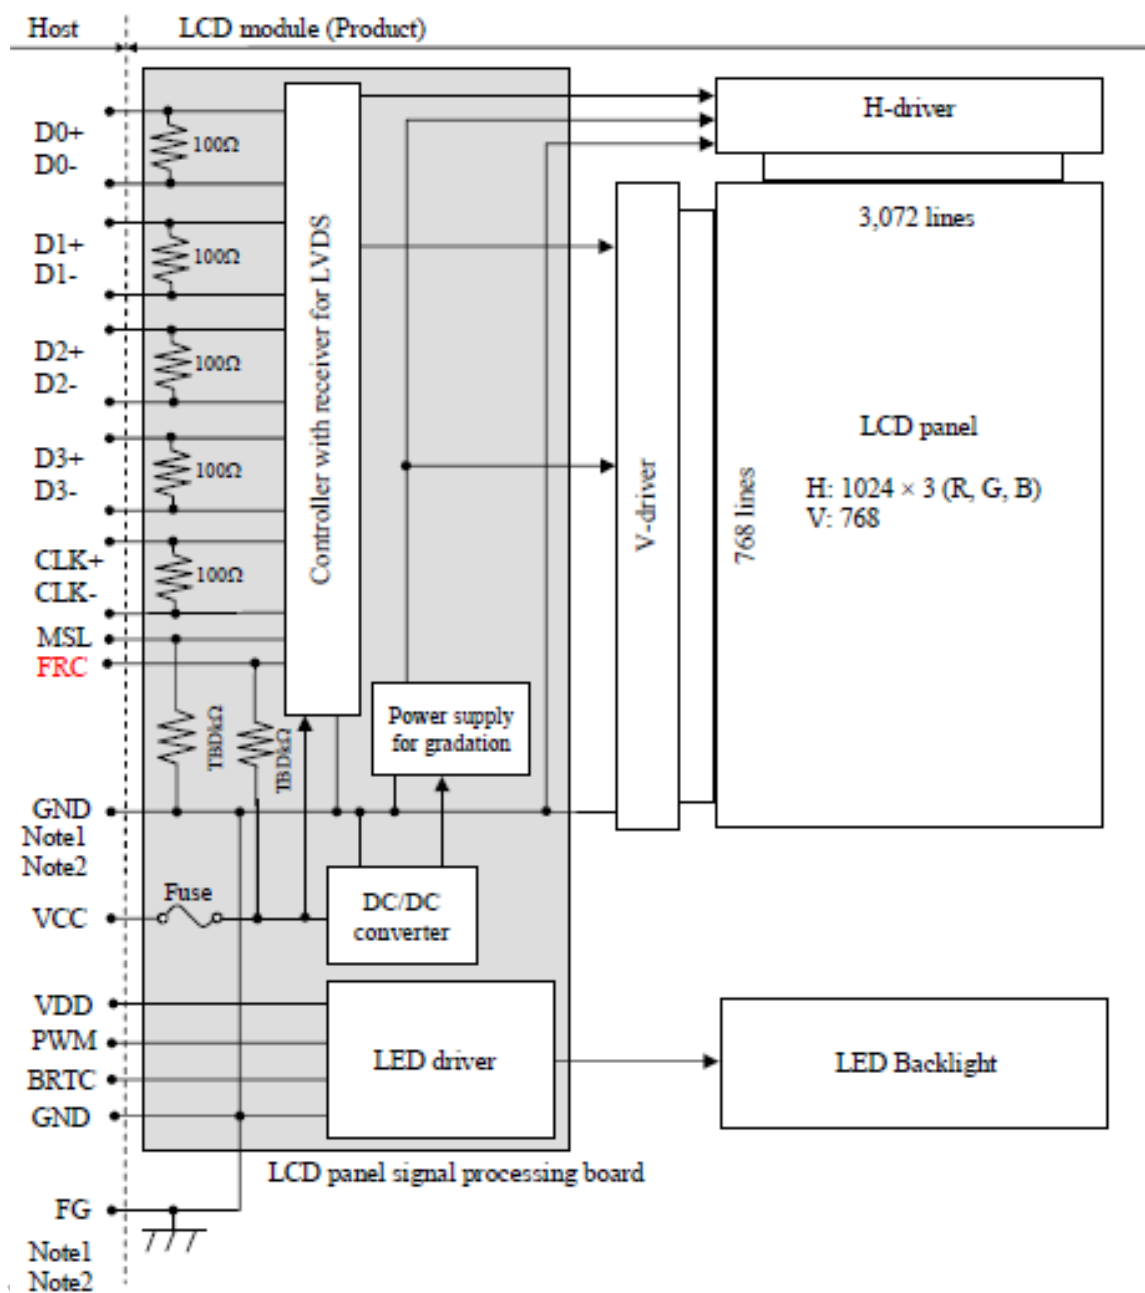 Host
LCD module (Product)
D0+
D0-
100Ω
D1+
D1-
100Ω
D2+
D2-
100Ω
D3+
D3-
100Ω
CLK+
CLK-
100Ω
MSL
FRC
TBDkΩ
TBDkΩ
Controller with receiver for LVDS
H-driver
3,072 lines
V-driver
768 lines
LCD panel
H: 1024 × 3 (R, G, B)
V: 768
Power supply
for gradation
GND
Note1
Note2
Fuse
VCC
DC/DC
converter
VDD
PWM
BRTC
GND
LED driver
LED Backlight
LCD panel signal processing board
FG
Note1
Note2